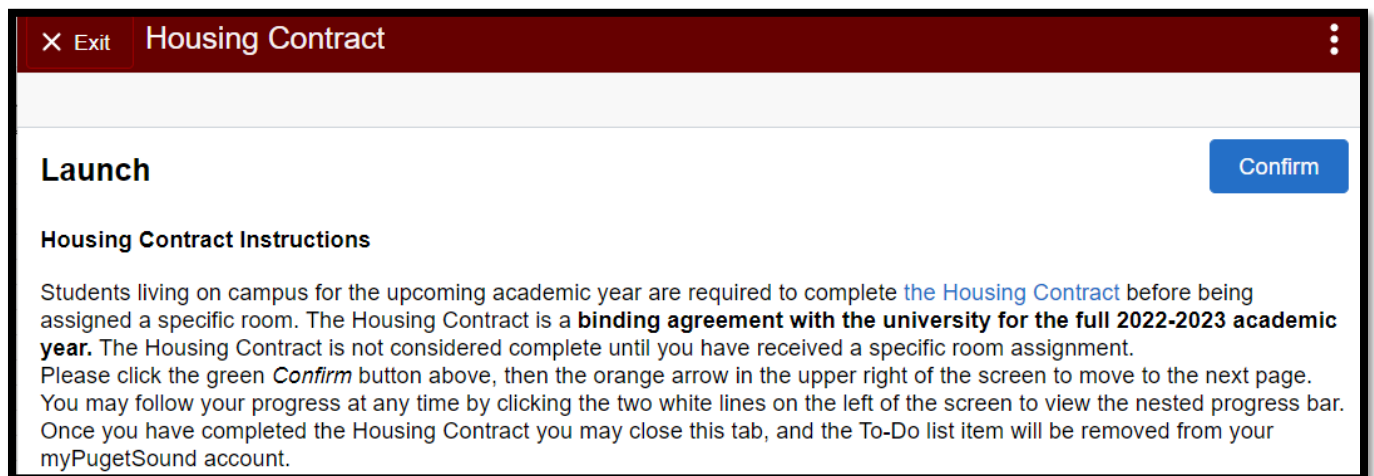 × Exit Housing Contract
Launch
Confirm
Housing Contract Instructions
Students living on campus for the upcoming academic year are required to complete the Housing Contract before being
assigned a specific room. The Housing Contract is a binding agreement with the university for the full 2022-2023 academic
year. The Housing Contract is not considered complete until you have received a specific room assignment.
Please click the green Confirm button above, then the orange arrow in the upper right of the screen to move to the next page.
You may follow your progress at any time by clicking the two white lines on the left of the screen to view the nested progress bar.
Once you have completed the Housing Contract you may close this tab, and the To-Do list item will be removed from your
myPugetSound account.